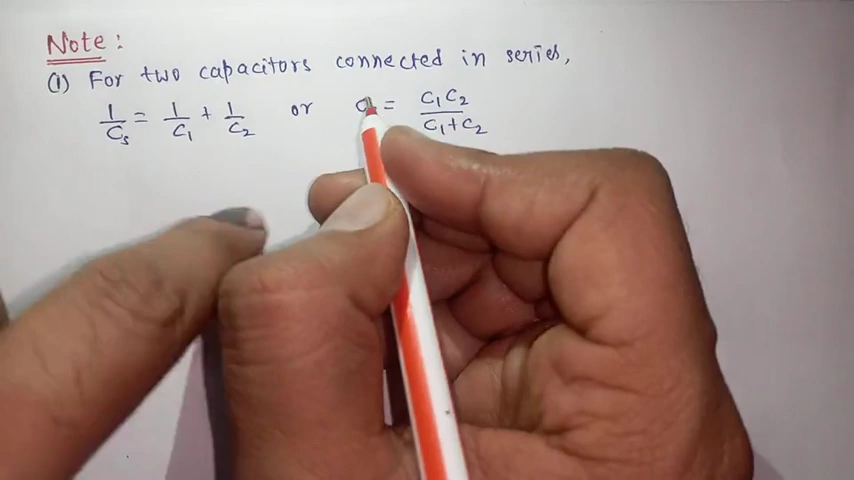 Note:
(1) For two capacitors connected in series,
1/Cs = 1/C1 + 1/C2 or C = C1C2/C1+C2